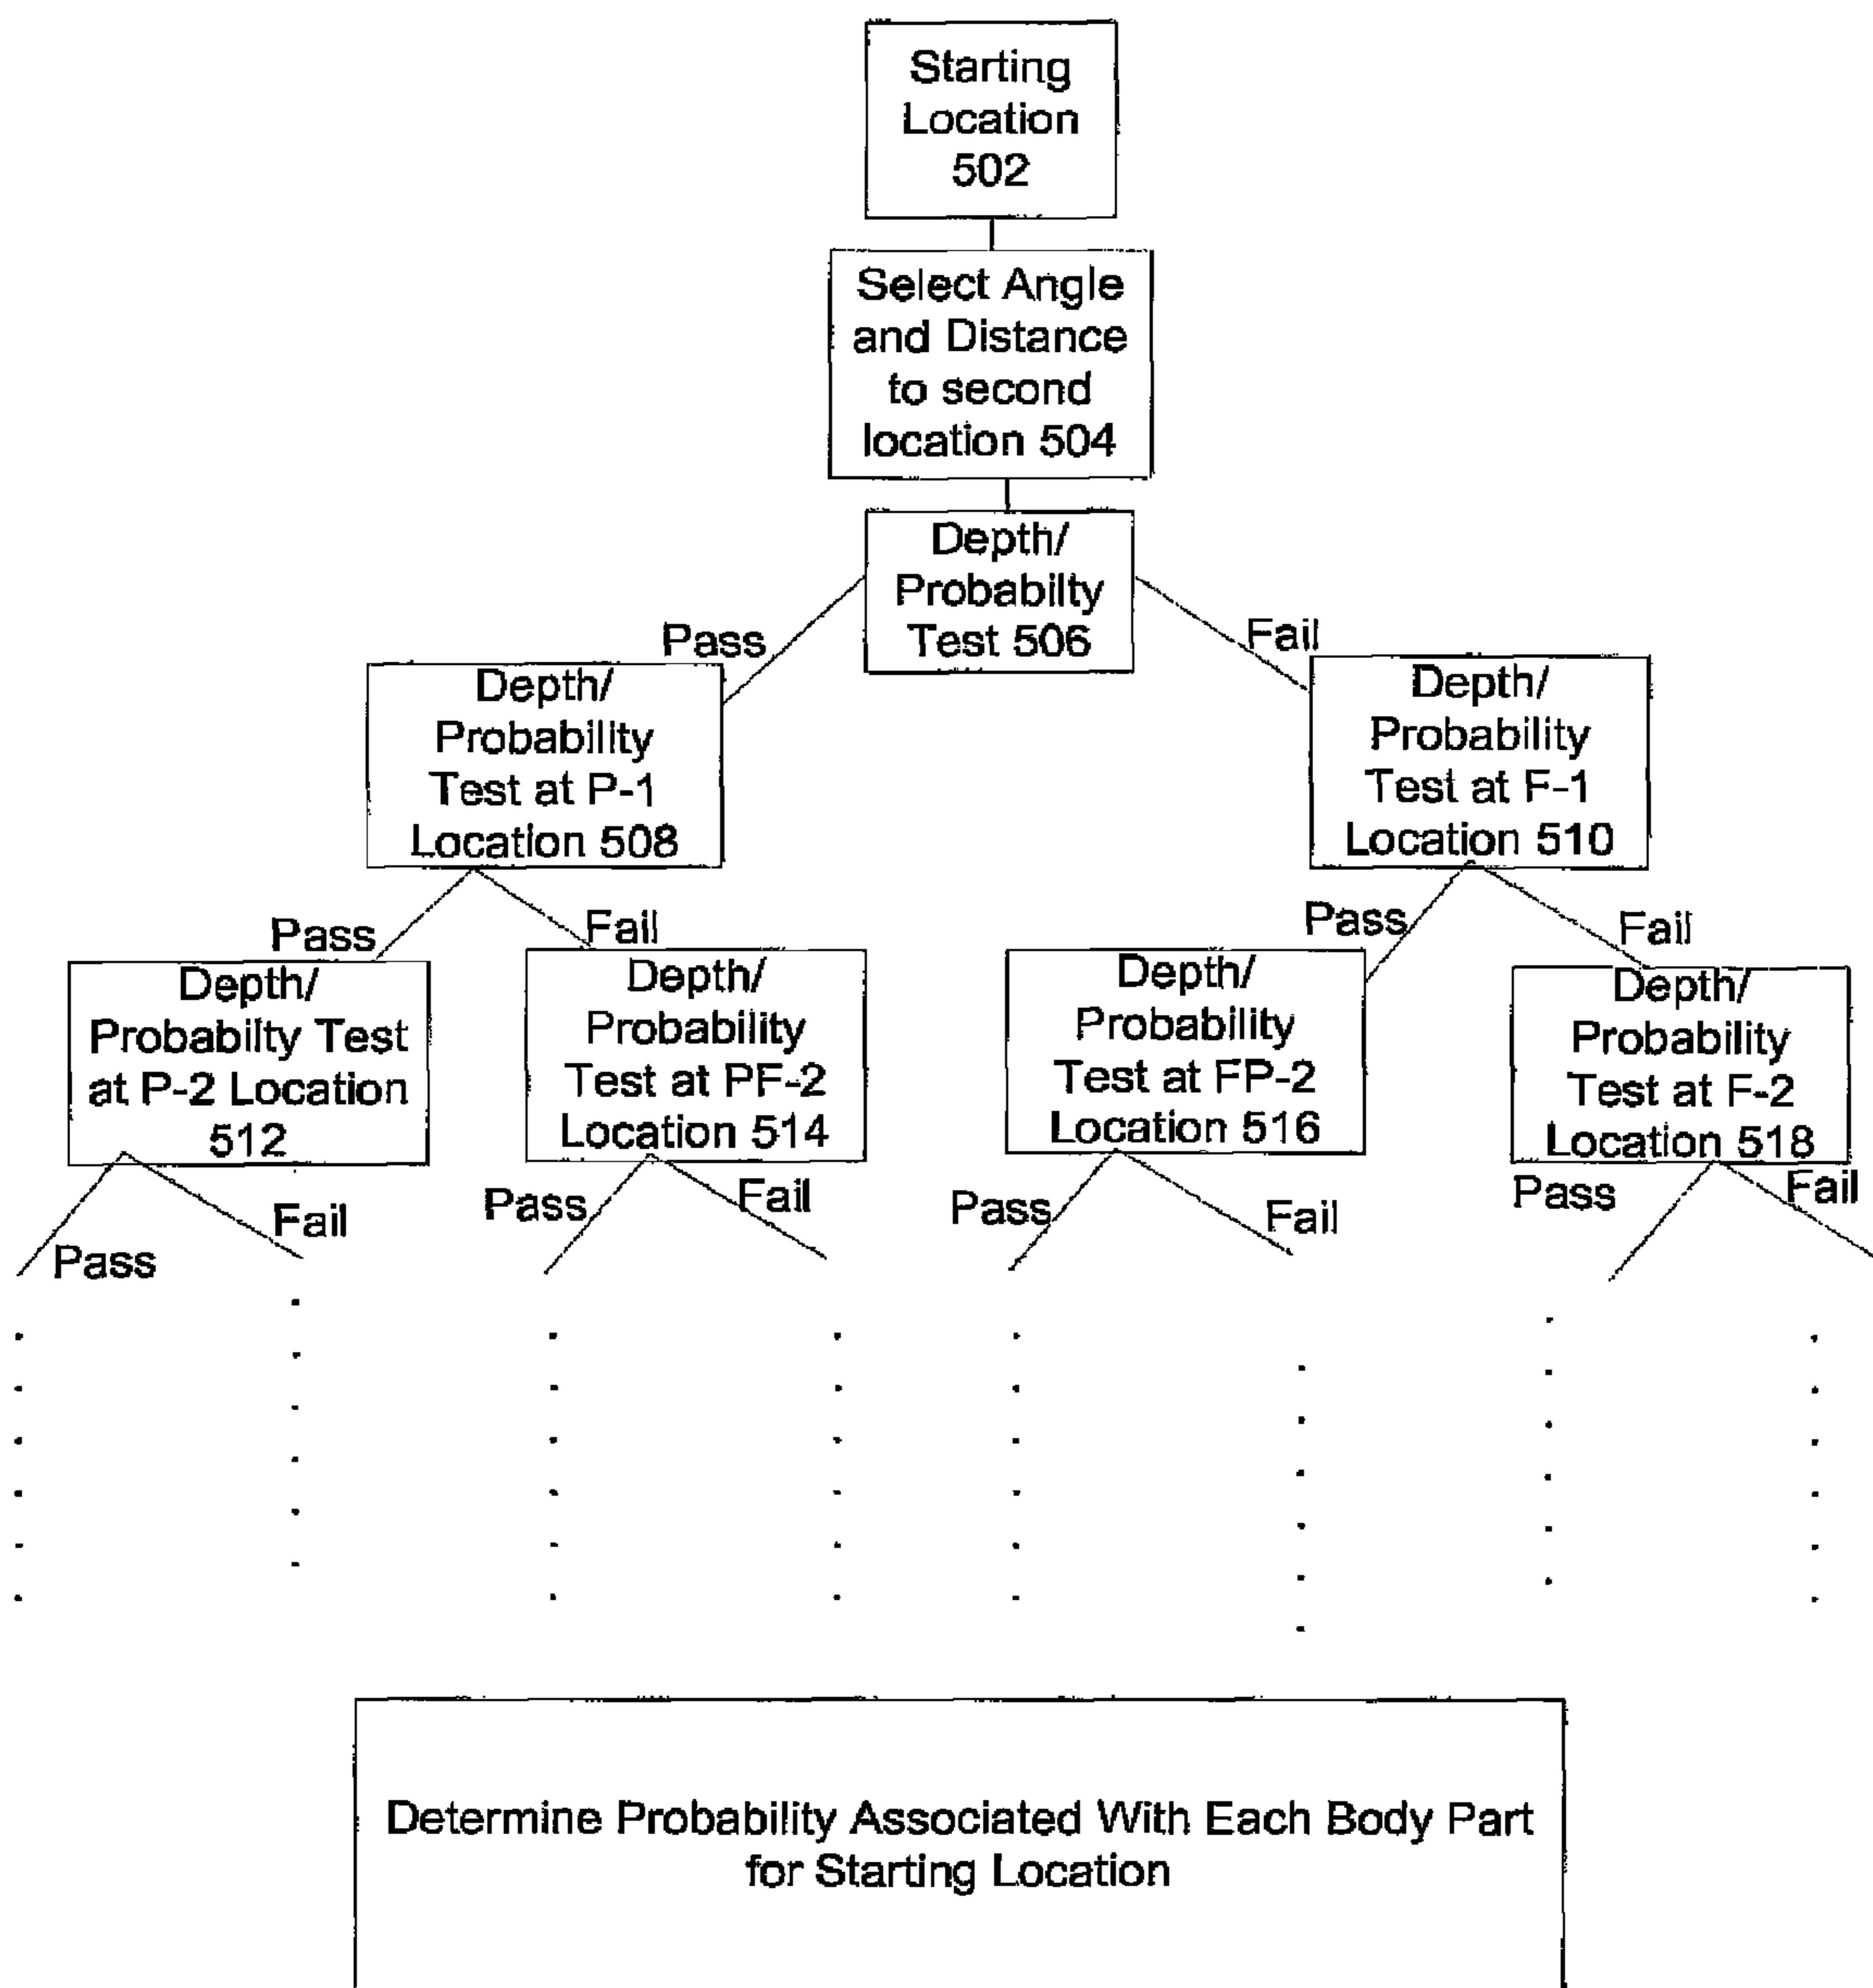 Starting
Location
502
Select Angle
and Distance
to second
location 504
Depth/
Probabilty
Test 506
Pass
Fail
Depth/
Probability
Test at P-1
Location 508
Depth/
Probability
Test at F-1
Location 510
Pass
Fail
Pass
Fail
Depth/
Probabilty Test
at P-2 Location
512
Depth/
Probability
Test at PF-2
Location 514
Depth/
Probability
Test at FP-2
Location 516
Depth/
Probability
Test at F-2
Location 518
Pass
Fail
Pass
Fail
Pass
Fail
Pass
Fail
Determine Probability Associated With Each Body Part
for Starting Location